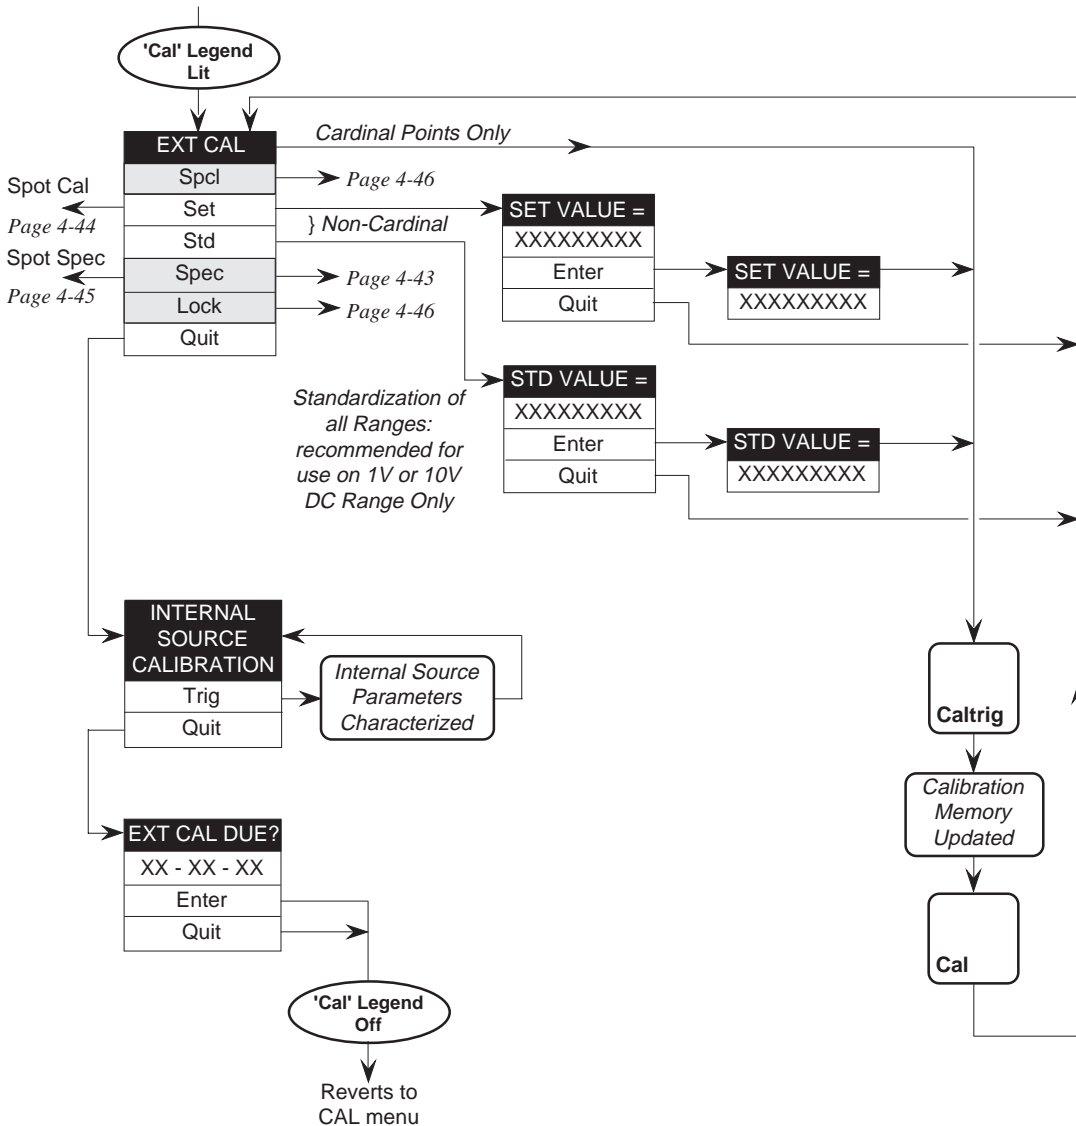 'Cal' Legend
Lit
EXT CAL
Cardinal Points Only
Spcl
Page 4-46
Spot Cal
Page 4-44
Set
Std
} Non-Cardinal
Spot Spec
Page 4-45
Spec
Page 4-43
Lock
Page 4-46
Quit
SET VALUE =
XXXXXXXXX
Enter
Quit
SET VALUE =
XXXXXXXXX
Standardization of
all Ranges:
recommended for
use on 1V or 10V
DC Range Only
STD VALUE =
XXXXXXXXX
Enter
Quit
STD VALUE =
XXXXXXXXX
INTERNAL
SOURCE
CALIBRATION
Trig
Quit
Internal Source
Parameters
Characterized
Caltrig
Calibration
Memory
Updated
Cal
EXT CAL DUE?
XX - XX - XX
Enter
Quit
'Cal' Legend
Off
Reverts to
CAL menu